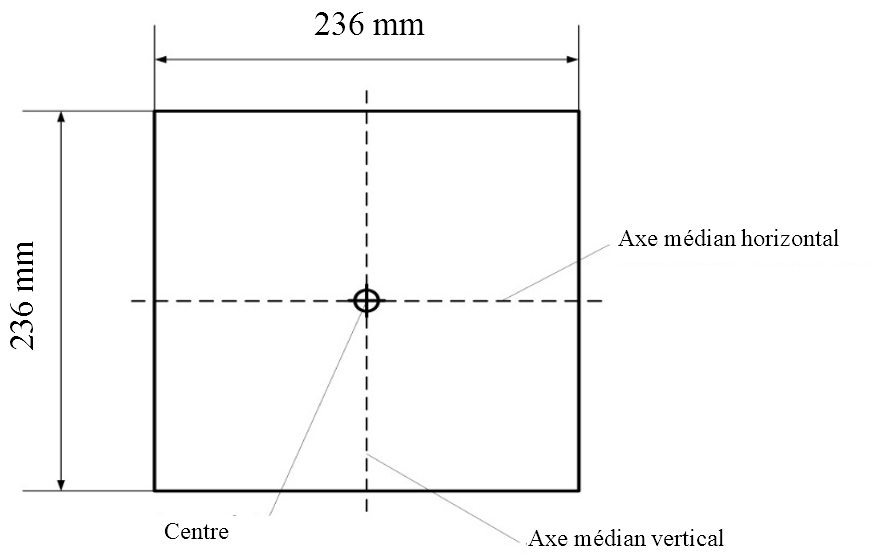 236 mm
Axe médian horizontal
236 mm
Centre
Axe médian vertical